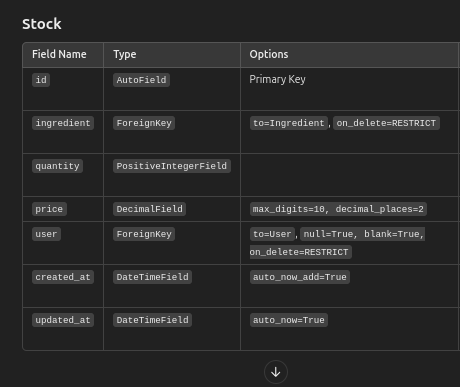 Stock
Field Name Type Options
id AutoField Primary Key
ingredient ForeignKey to=Ingredient, on_delete=RESTRICT
quantity PositiveIntegerField
price DecimalField max_digits=10, decimal_places=2
user ForeignKey to=User, null=True, blank=True,
on_delete=RESTRICT
created_at DateTimeField auto_now_add=True
updated_at DateTimeField auto_now=True